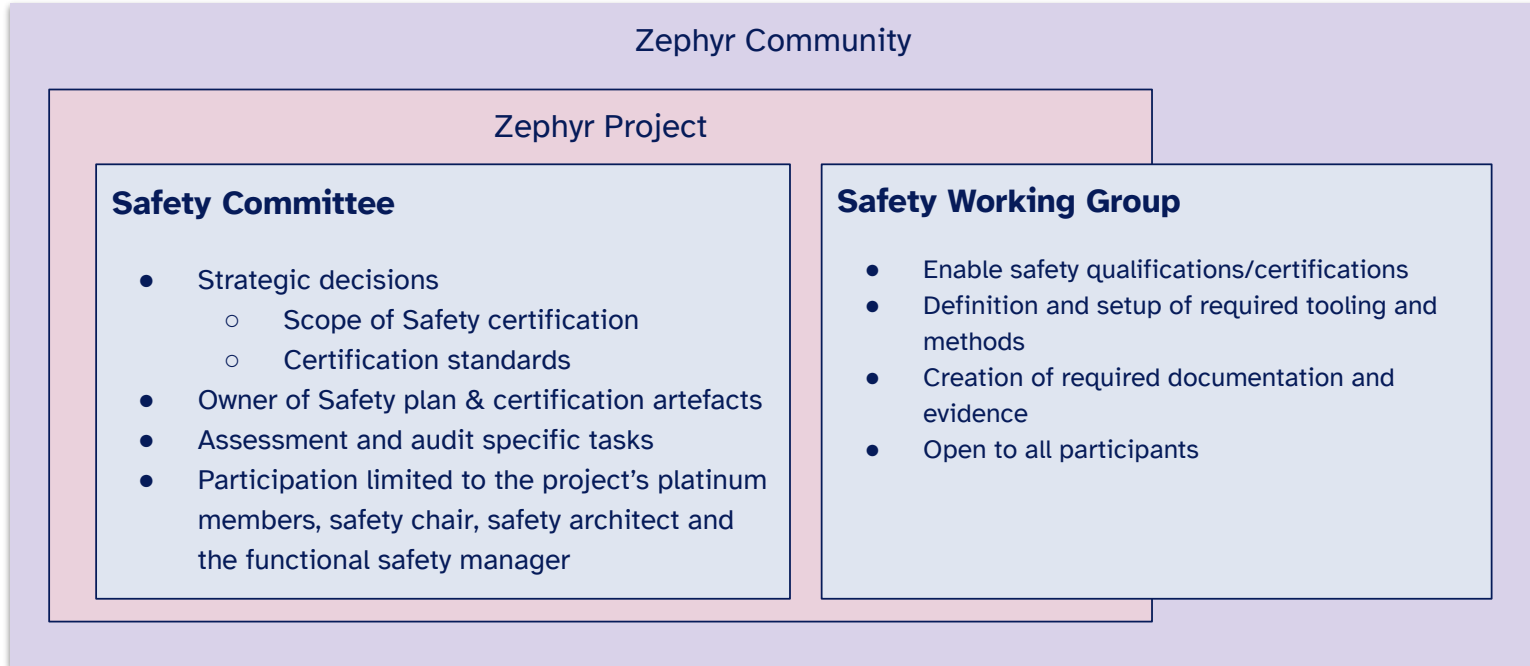 Zephyr Community
Zephyr Project
Safety Committee
● Strategic decisions
○ Scope of Safety certification
○ Certification standards
● Owner of Safety plan & certification artefacts
● Assessment and audit specific tasks
● Participation limited to the project’s platinum
members, safety chair, safety architect and
the functional safety manager
Safety Working Group
● Enable safety qualifications/certifications
● Definition and setup of required tooling and
methods
● Creation of required documentation and
evidence
● Open to all participants